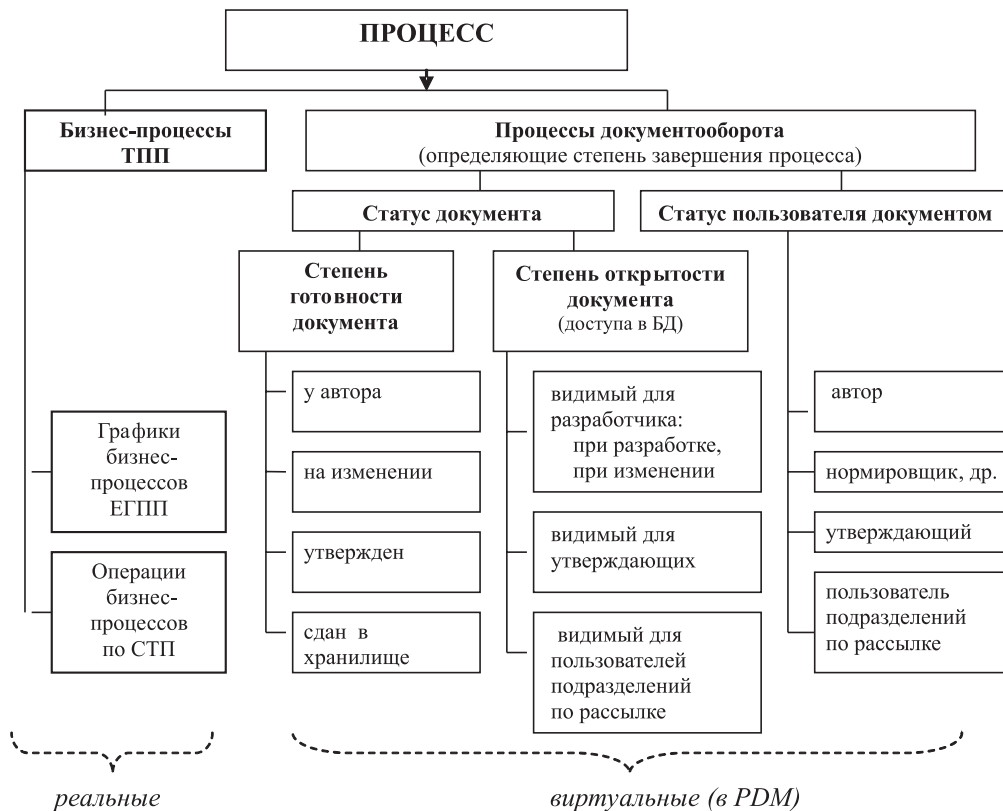 ПРОЦЕСС
Бизнес-процессы
ТПП
Процессы документооборота
(определяющие степень завершения процесса)
Статус документа
Статус пользователя документом
Степень
готовности
документа
Степень открытости
документа
(доступа в БД)
у автора
на изменении
утвержден
сдан в
хранилище
видимый для
разработчика:
при разработке,
при изменении
видимый для
утверждающих
видимый для
пользователей
подразделений
по рассылке
автор
нормировщик, др.
утверждающий
пользователь
подразделений
по рассылке
Графики
бизнес-
процессов
ЕГПП
Операции
бизнес-
процессов
по СТП
реальные
виртуальные (в PDM)